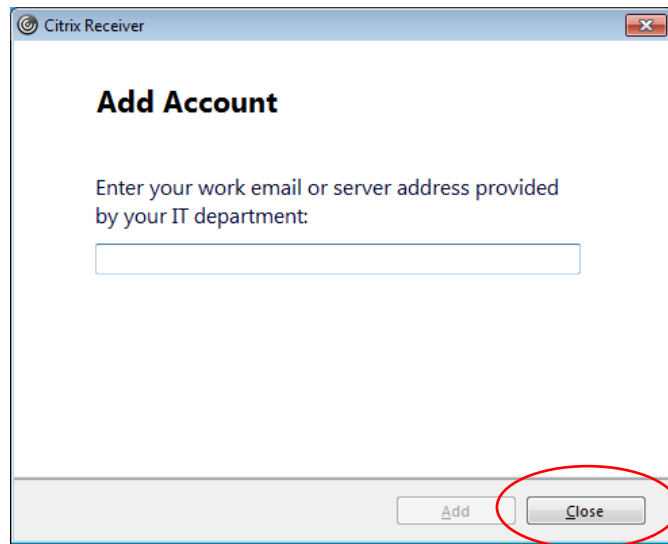 Citrix Receiver
Add Account
Enter your work email or server address provided
by your IT department:
Add
Close